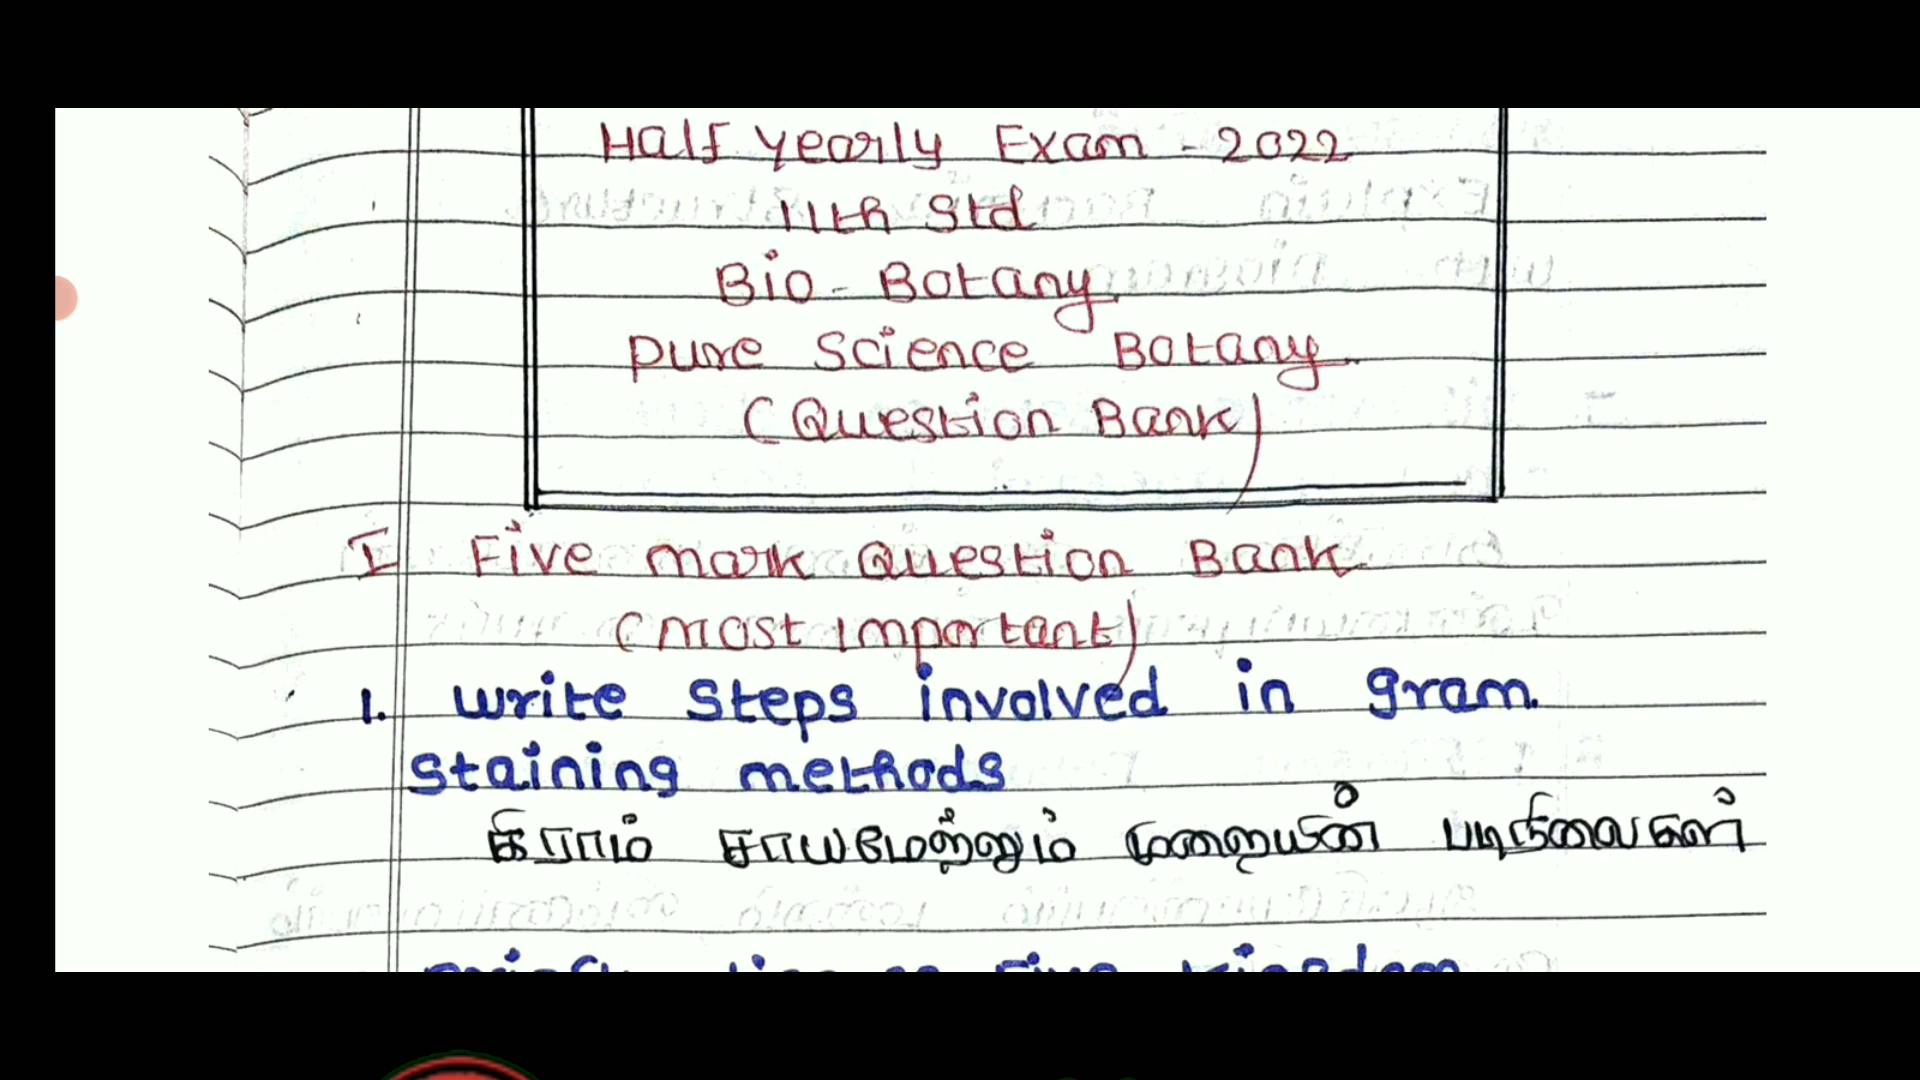 Half yearly Exam - 2022
11th Std
Bio - Botany
Pure Science Botany
(Question Bank)
I Five mark Question Bank
(most important)
1. write steps involved in gram
staining methods
கிராம் சாயமேற்றும் முறையின் படிநிலைகள்